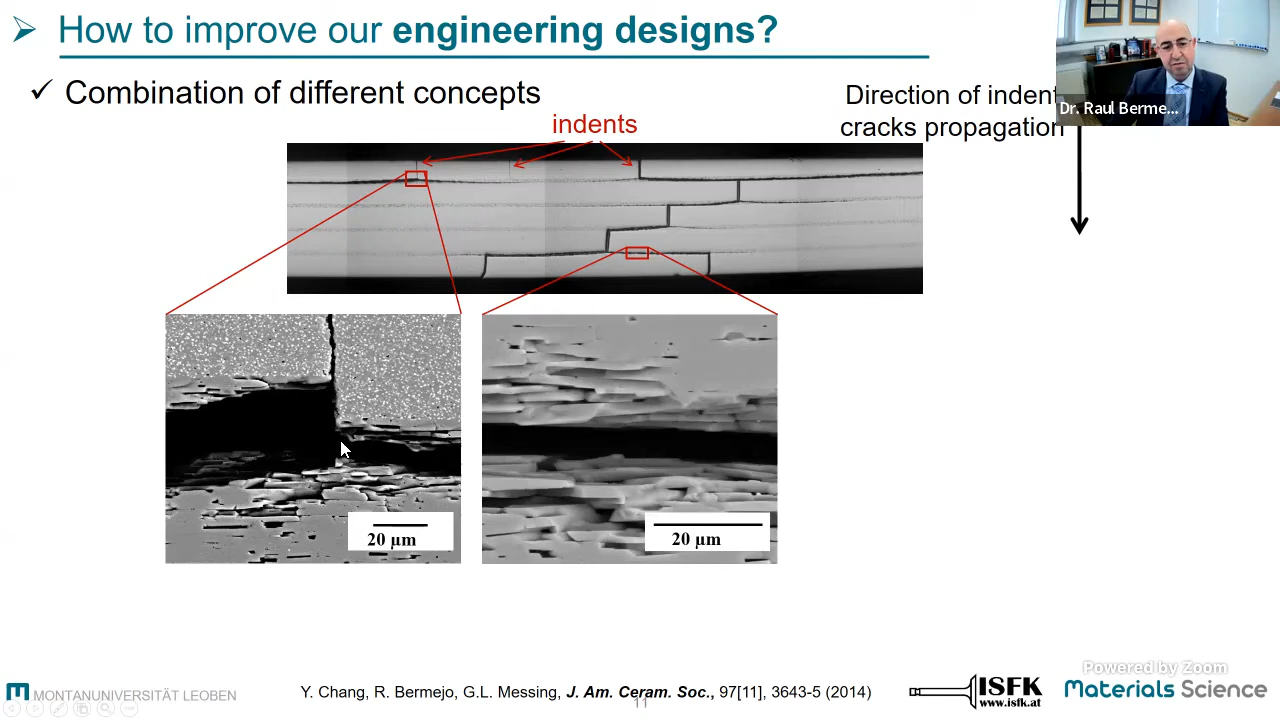 How to improve our engineering designs?
Combination of different concepts
indents
Direction of indent
cracks propagation
Dr. Raul Berme...
20 µm
20 µm
MONTANUNIVERSITÄT LEOBEN
Y. Chang, R. Bermejo, G.L. Messing, J. Am. Ceram. Soc., 97[11], 3643-5 (2014)
11
ISFK
www.isfk.at
Powered by Zoom
Materials Science